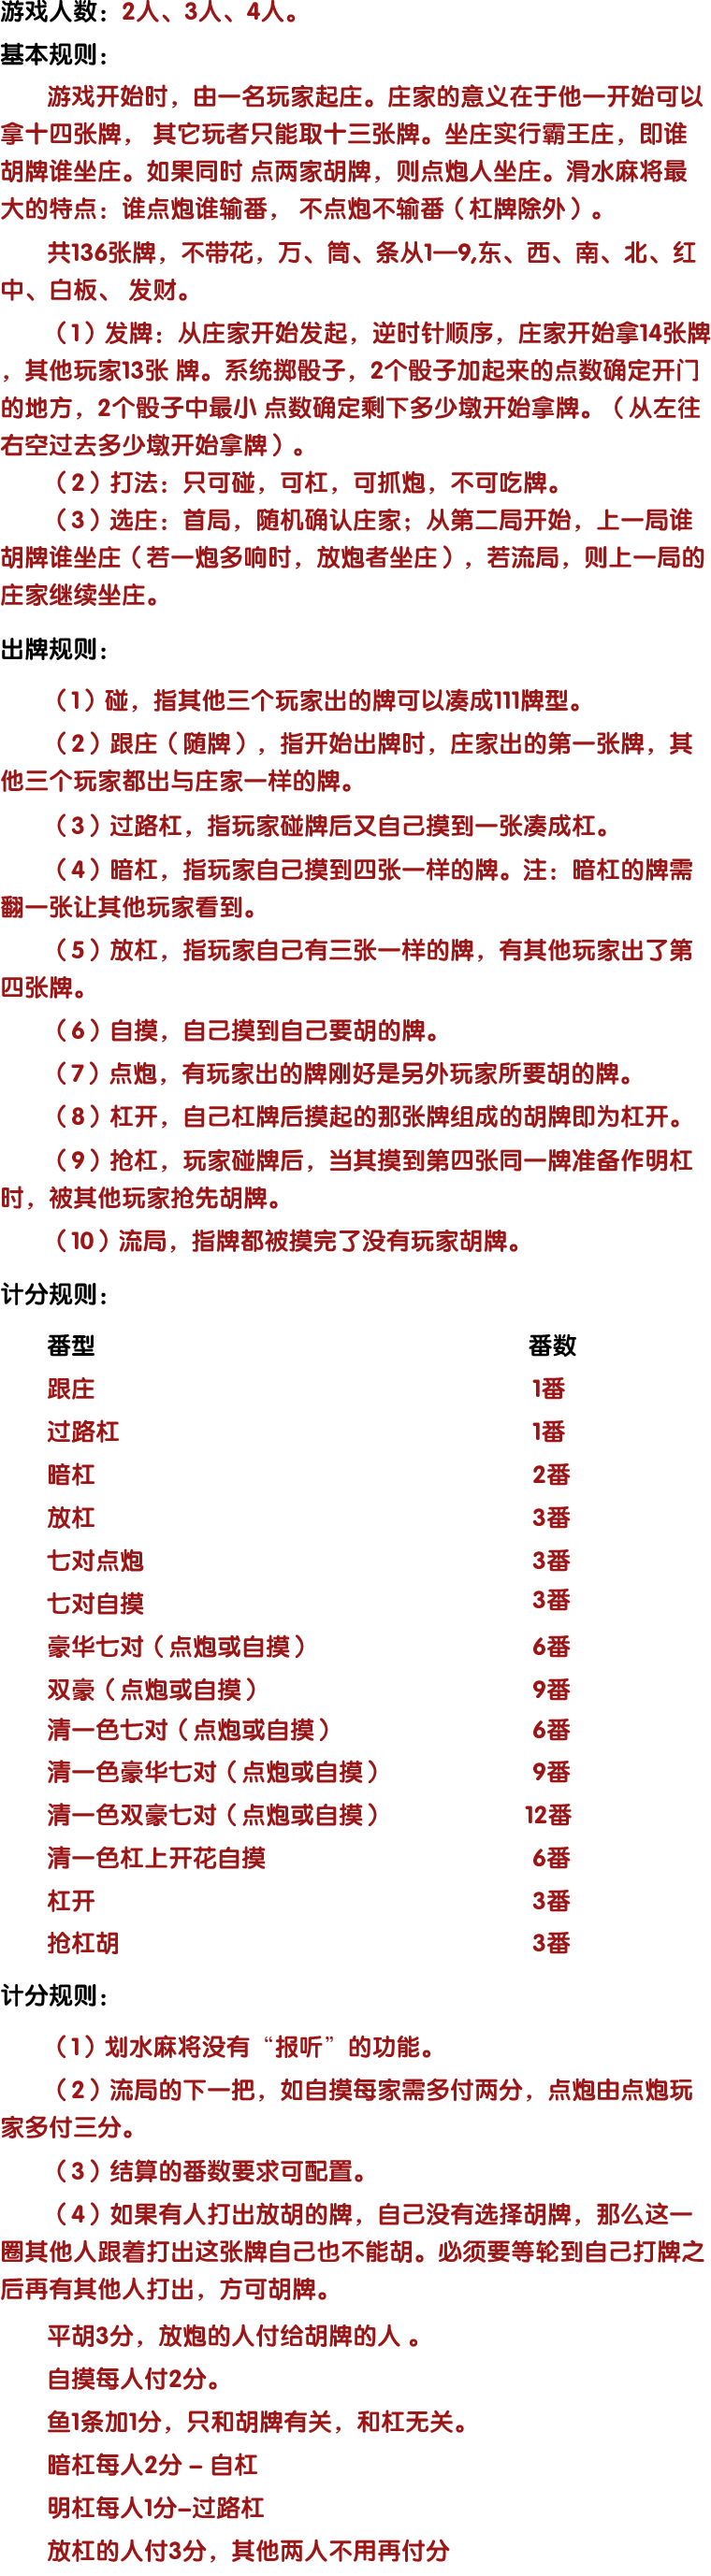 游戏人数：2人、3人、4人。
基本规则：
游戏开始时，由一名玩家起庄。庄家的意义在于他一开始可以
拿十四张牌， 其它玩者只能取十三张牌。坐庄实行霸王庄，即谁
胡牌谁坐庄。如果同时 点两家胡牌，则点炮人坐庄。滑水麻将最
大的特点：谁点炮谁输番， 不点炮不输番（杠牌除外）。
共136张牌，不带花，万、筒、条从1—9,东、西、南、北、红
中、白板、 发财。
（1）发牌：从庄家开始发起，逆时针顺序，庄家开始拿14张牌
，其他玩家13张 牌。系统掷骰子，2个骰子加起来的点数确定开门
的地方，2个骰子中最小 点数确定剩下多少墩开始拿牌。（从左往
右空过去多少墩开始拿牌）。
（2）打法：只可碰，可杠，可抓炮，不可吃牌。
（3）选庄：首局，随机确认庄家；从第二局开始，上一局谁
胡牌谁坐庄（若一炮多响时，放炮者坐庄），若流局，则上一局的
庄家继续坐庄。
出牌规则：
（1）碰，指其他三个玩家出的牌可以凑成111牌型。
（2）跟庄（随牌），指开始出牌时，庄家出的第一张牌，其
他三个玩家都出与庄家一样的牌。
（3）过路杠，指玩家碰牌后又自己摸到一张凑成杠。
（4）暗杠，指玩家自己摸到四张一样的牌。注：暗杠的牌需
翻一张让其他玩家看到。
（5）放杠，指玩家自己有三张一样的牌，有其他玩家出了第
四张牌。
（6）自摸，自己摸到自己要胡的牌。
（7）点炮，有玩家出的牌刚好是另外玩家所要胡的牌。
（8）杠开，自己杠牌后摸起的那张牌组成的胡牌即为杠开。
（9）抢杠，玩家碰牌后，当其摸到第四张同一牌准备作明杠
时，被其他玩家抢先胡牌。
（10）流局，指牌都被摸完了没有玩家胡牌。
计分规则：
番型 番数
跟庄 1番
过路杠 1番
暗杠 2番
放杠 3番
七对点炮 3番
七对自摸 3番
豪华七对（点炮或自摸） 6番
双豪（点炮或自摸） 9番
清一色七对（点炮或自摸） 6番
清一色豪华七对（点炮或自摸） 9番
清一色双豪七对（点炮或自摸） 12番
清一色杠上开花自摸 6番
杠开 3番
抢杠胡 3番
计分规则：
（1）划水麻将没有“报听”的功能。
（2）流局的下一把，如自摸每家需多付两分，点炮由点炮玩
家多付三分。
（3）结算的番数要求可配置。
（4）如果有人打出放胡的牌，自己没有选择胡牌，那么这一
圈其他人跟着打出这张牌自己也不能胡。必须要等轮到自己打牌之
后再有其他人打出，方可胡牌。
平胡3分，放炮的人付给胡牌的人 。
自摸每人付2分。
鱼1条加1分，只和胡牌有关，和杠无关。
暗杠每人2分 – 自杠
明杠每人1分–过路杠
放杠的人付3分，其他两人不用再付分